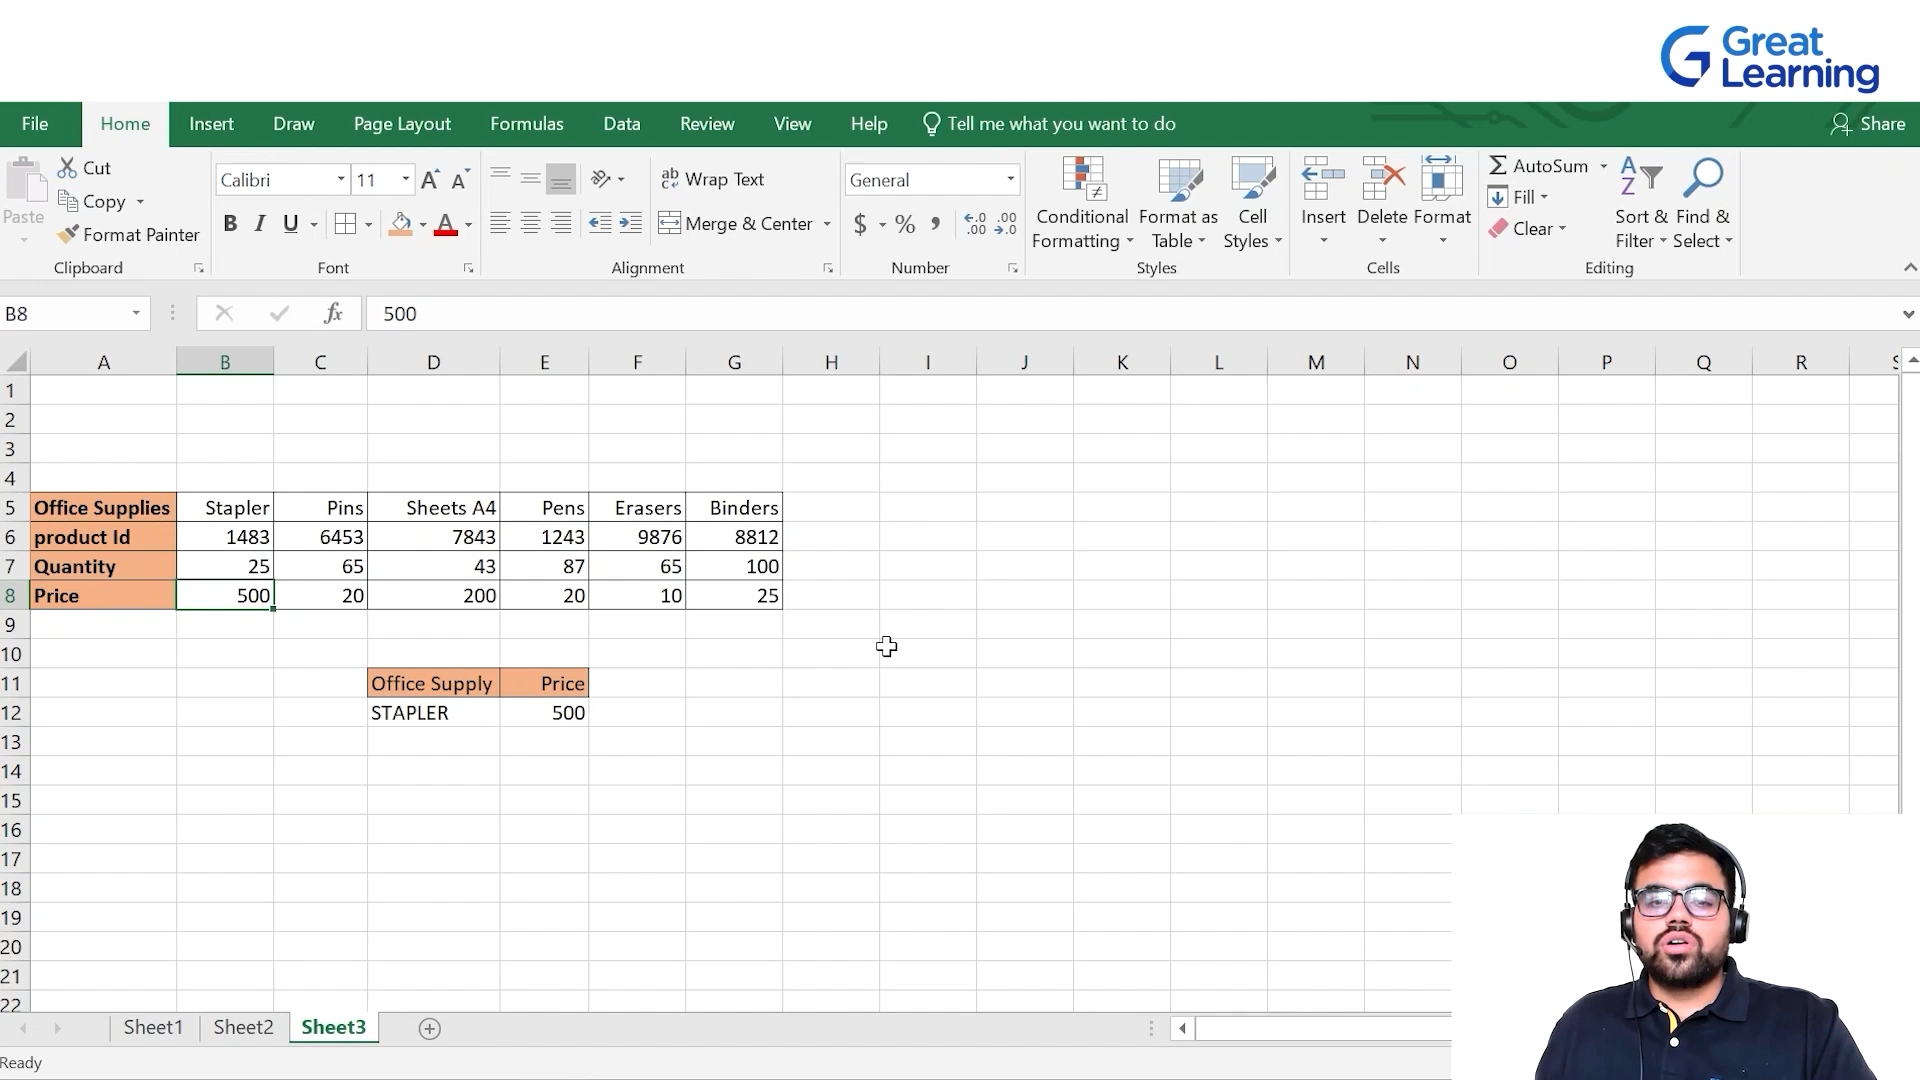 Great
Learning
File Home Insert Draw Page Layout Formulas Data Review View Help Tell me what you want to do Share
Paste
Cut
Copy
Format Painter
Clipboard
Calibri 11 A A
B I U A
Font
ab Wrap Text
Merge & Center
Alignment
General
$ % , .0 .00 .00 .0
Number
Conditional Formatting
Format as Table
Cell Styles
Styles
Insert Delete Format
Cells
AutoSum
Fill
Clear
Sort & Filter
Find & Select
Editing
B8 fx 500
A B C D E F G H I J K L M N O P Q R S
1
2
3
4
5 Office Supplies Stapler Pins Sheets A4 Pens Erasers Binders
6 product Id 1483 6453 7843 1243 9876 8812
7 Quantity 25 65 43 87 65 100
8 Price 500 20 200 20 10 25
9
10
11 Office Supply Price
12 STAPLER 500
13
14
15
16
17
18
19
20
21
22
Sheet1 Sheet2 Sheet3
Ready